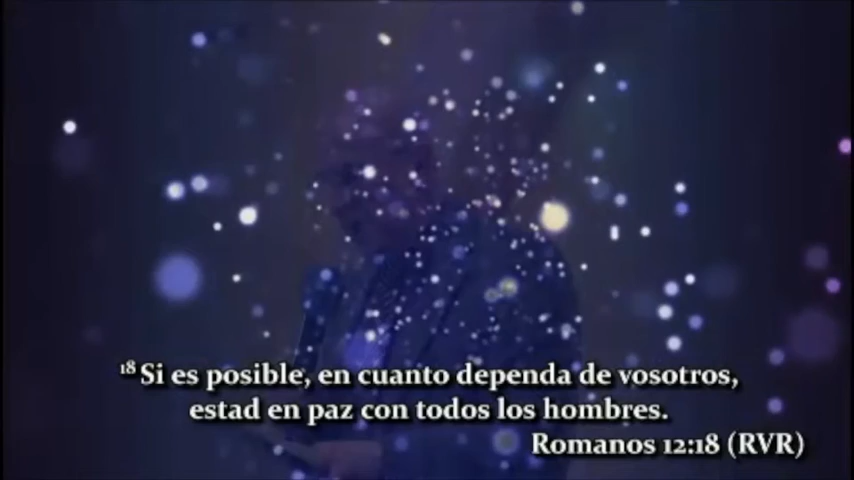 18 Si es posible, en cuanto dependa de vosotros,
estad en paz con todos los hombres.
Romanos 12:18 (RVR)